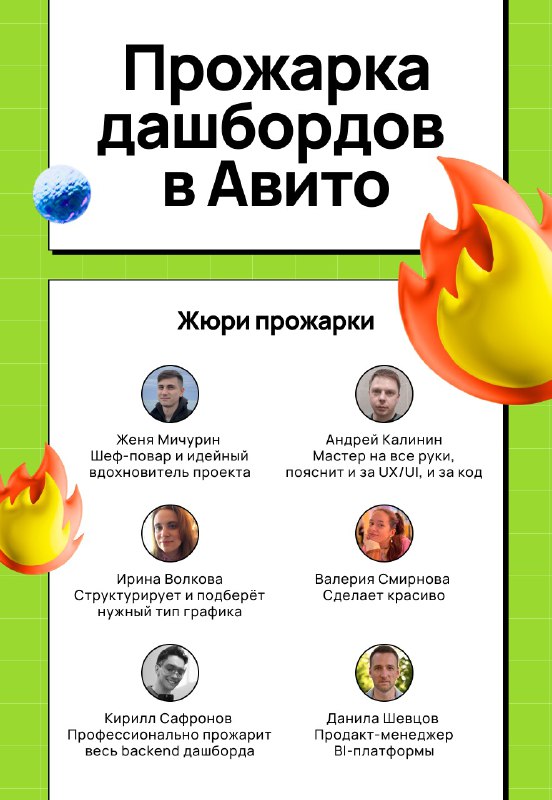 Прожарка
дашбордов
в Авито
Жюри прожарки
Женя Мичурин
Шеф-повар и идейный
вдохновитель проекта
Андрей Калинин
Мастер на все руки,
пояснит и за UX/UI, и за код
Ирина Волкова
Структурирует и подберёт
нужный тип графика
Валерия Смирнова
Сделает красиво
Кирилл Сафронов
Профессионально прожарит
весь backend дашборда
Данила Шевцов
Продакт-менеджер
BI-платформы